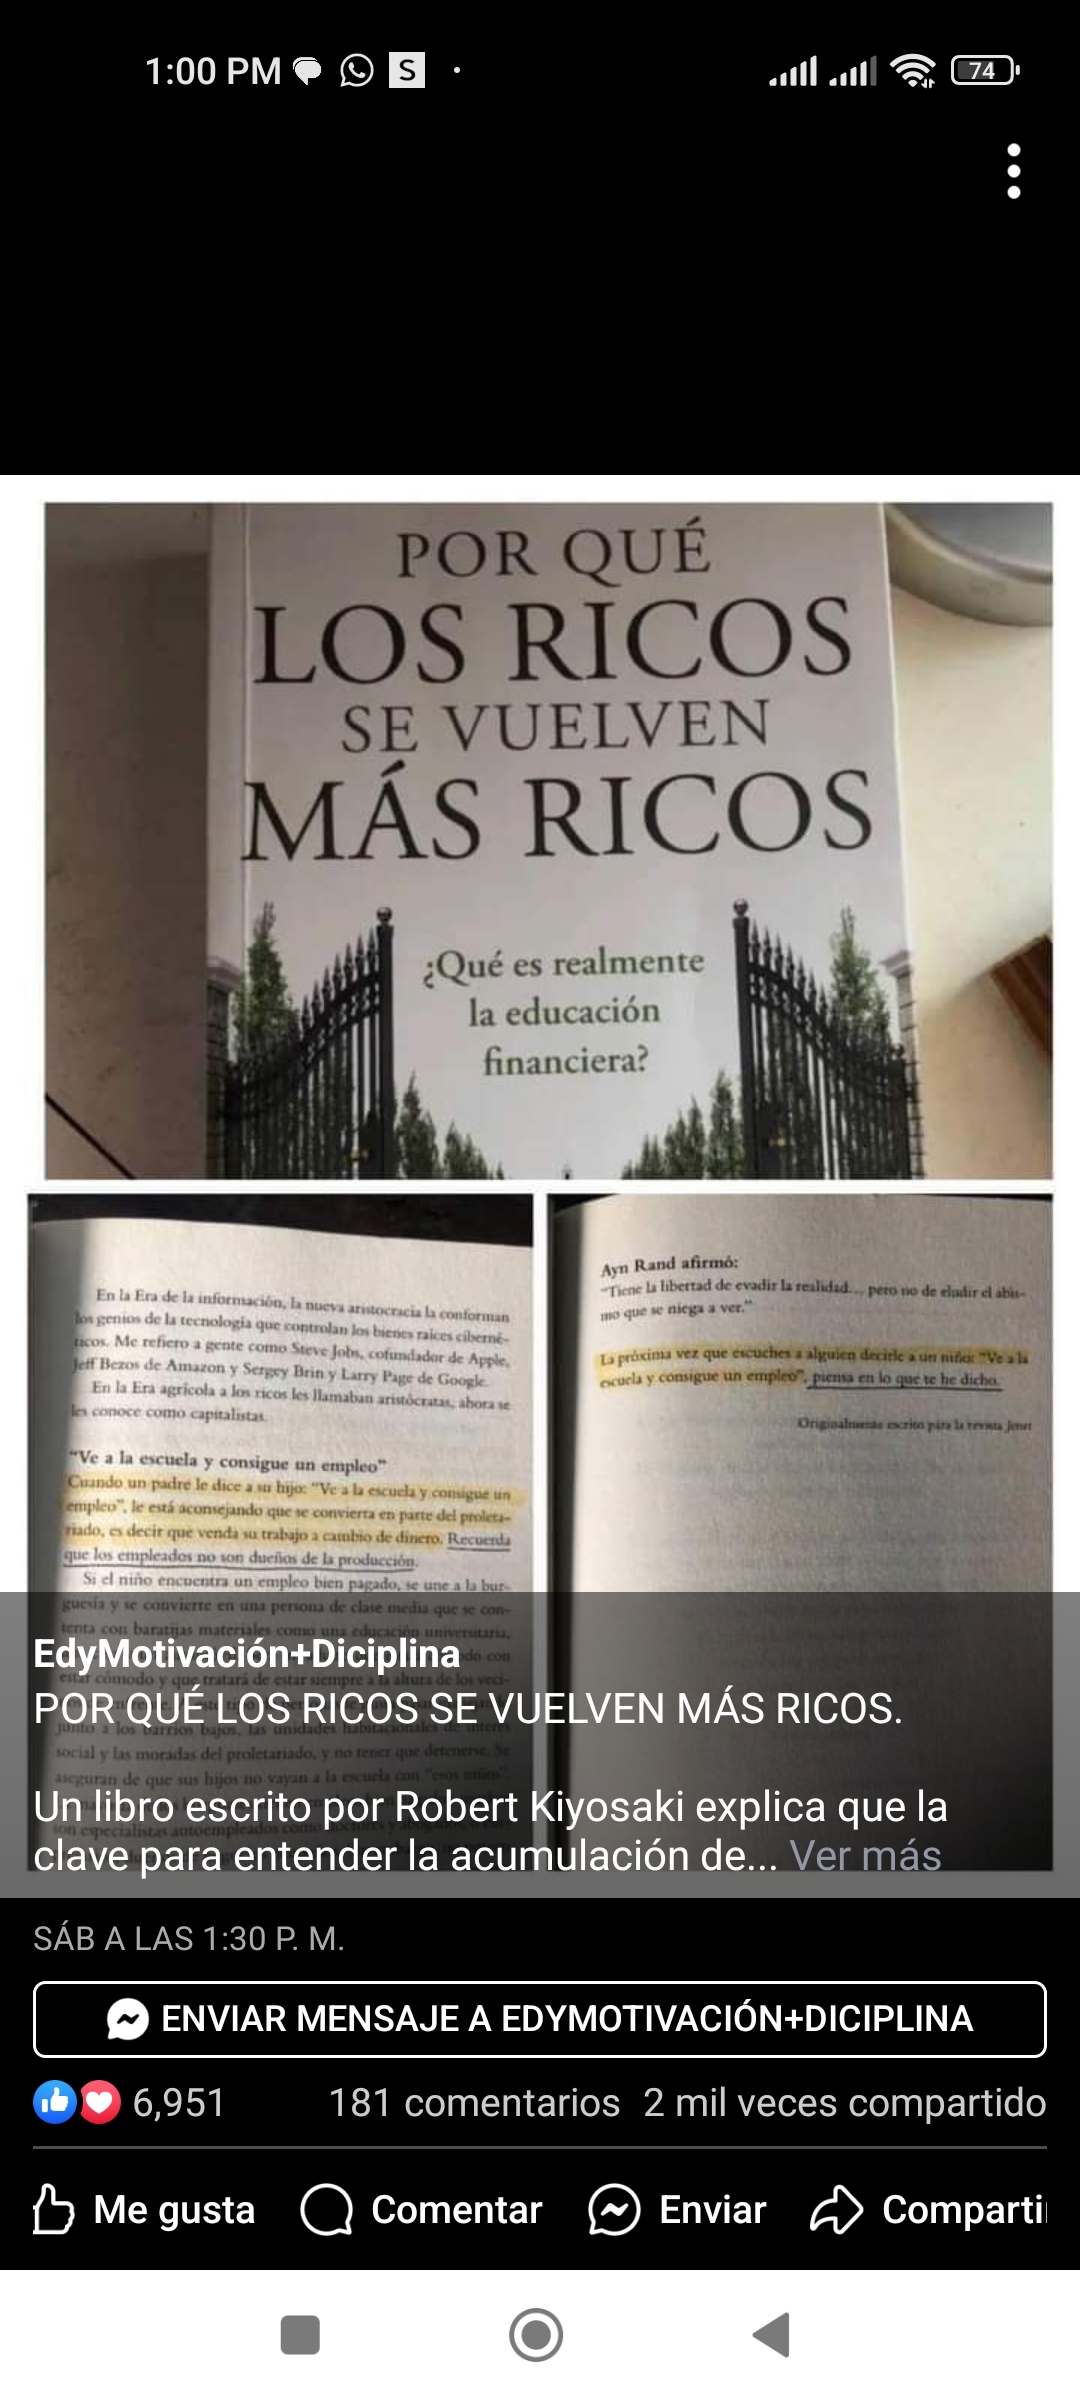 1:00 PM
S
74
POR QUÉ
LOS RICOS
SE VUELVEN
MÁS RICOS
¿Qué es realmente
la educación
financiera?
En la Era de la información, la nueva aristocracia la conforman
los genios de la tecnología que controlan los bienes raíces ciberné-
ticos. Me refiero a gente como Steve Jobs, cofundador de Apple,
Jeff Bezos de Amazon y Sergey Brin y Larry Page de Google.
En la Era agrícola a los ricos les llamaban aristócratas, ahora se
les conoce como capitalistas.
"Ve a la escuela y consigue un empleo"
Cuando un padre le dice a su hijo: "Ve a la escuela y consigue un
empleo", le está aconsejando que se convierta en parte del proleta-
riado, es decir que venda su trabajo a cambio de dinero. Recuerda
que los empleados no son dueños de la producción.
Si el niño encuentra un empleo bien pagado, se une a la bur-
guesía y se convierte en una persona de clase media que se con-
tenta con baratijas materiales como una educación universitaria,
estar cómodo y que tratará de estar siempre a la altura de los veci-
junto a los barrios bajos, las unidades habitacionales de interés
social y las moradas del proletariado, y no tener que detenerse. Se
aseguran de que sus hijos no vayan a la escuela con "esos niños".
son especialistas autoempleados como doctores y abogados,
Ayn Rand afirmó:
"Tiene la libertad de evadir la realidad... pero no de eludir el abis-
mo que se niega a ver."
La próxima vez que escuches a alguien decirle a un niño: "Ve a la
escuela y consigue un empleo", piensa en lo que te he dicho.
Originalmente escrito para la revista Jetset
EdyMotivación+Diciplina
POR QUÉ LOS RICOS SE VUELVEN MÁS RICOS.
Un libro escrito por Robert Kiyosaki explica que la
clave para entender la acumulación de... Ver más
SÁB A LAS 1:30 P. M.
ENVIAR MENSAJE A EDYMOTIVACIÓN+DICIPLINA
6,951 181 comentarios 2 mil veces compartido
Me gusta Comentar Enviar Comparti